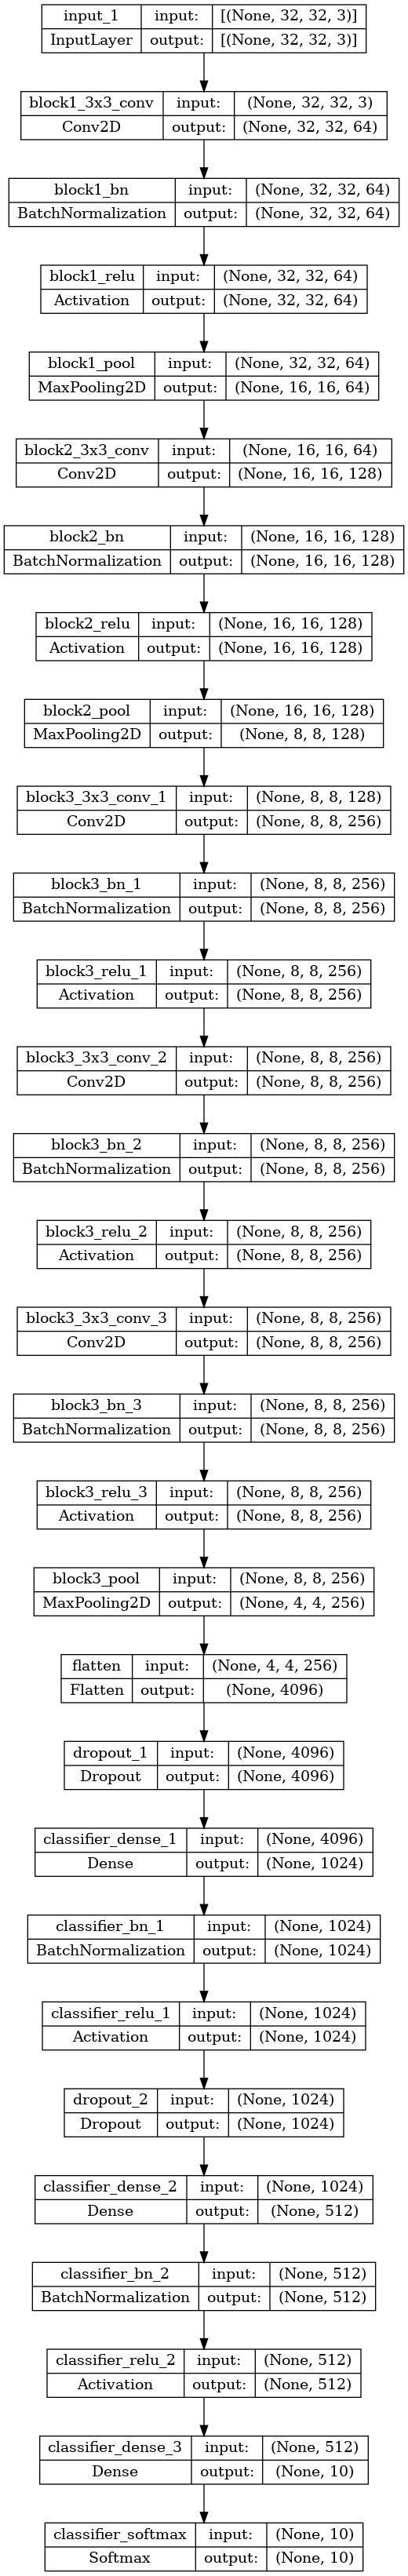 input_1 input: [(None, 32, 32, 3)]
InputLayer output: [(None, 32, 32, 3)]
block1_3x3_conv input: (None, 32, 32, 3)
Conv2D output: (None, 32, 32, 64)
block1_bn input: (None, 32, 32, 64)
BatchNormalization output: (None, 32, 32, 64)
block1_relu input: (None, 32, 32, 64)
Activation output: (None, 32, 32, 64)
block1_pool input: (None, 32, 32, 64)
MaxPooling2D output: (None, 16, 16, 64)
block2_3x3_conv input: (None, 16, 16, 64)
Conv2D output: (None, 16, 16, 128)
block2_bn input: (None, 16, 16, 128)
BatchNormalization output: (None, 16, 16, 128)
block2_relu input: (None, 16, 16, 128)
Activation output: (None, 16, 16, 128)
block2_pool input: (None, 16, 16, 128)
MaxPooling2D output: (None, 8, 8, 128)
block3_3x3_conv_1 input: (None, 8, 8, 128)
Conv2D output: (None, 8, 8, 256)
block3_bn_1 input: (None, 8, 8, 256)
BatchNormalization output: (None, 8, 8, 256)
block3_relu_1 input: (None, 8, 8, 256)
Activation output: (None, 8, 8, 256)
block3_3x3_conv_2 input: (None, 8, 8, 256)
Conv2D output: (None, 8, 8, 256)
block3_bn_2 input: (None, 8, 8, 256)
BatchNormalization output: (None, 8, 8, 256)
block3_relu_2 input: (None, 8, 8, 256)
Activation output: (None, 8, 8, 256)
block3_3x3_conv_3 input: (None, 8, 8, 256)
Conv2D output: (None, 8, 8, 256)
block3_bn_3 input: (None, 8, 8, 256)
BatchNormalization output: (None, 8, 8, 256)
block3_relu_3 input: (None, 8, 8, 256)
Activation output: (None, 8, 8, 256)
block3_pool input: (None, 8, 8, 256)
MaxPooling2D output: (None, 4, 4, 256)
flatten input: (None, 4, 4, 256)
Flatten output: (None, 4096)
dropout_1 input: (None, 4096)
Dropout output: (None, 4096)
classifier_dense_1 input: (None, 4096)
Dense output: (None, 1024)
classifier_bn_1 input: (None, 1024)
BatchNormalization output: (None, 1024)
classifier_relu_1 input: (None, 1024)
Activation output: (None, 1024)
dropout_2 input: (None, 1024)
Dropout output: (None, 1024)
classifier_dense_2 input: (None, 1024)
Dense output: (None, 512)
classifier_bn_2 input: (None, 512)
BatchNormalization output: (None, 512)
classifier_relu_2 input: (None, 512)
Activation output: (None, 512)
classifier_dense_3 input: (None, 512)
Dense output: (None, 10)
classifier_softmax input: (None, 10)
Softmax output: (None, 10)